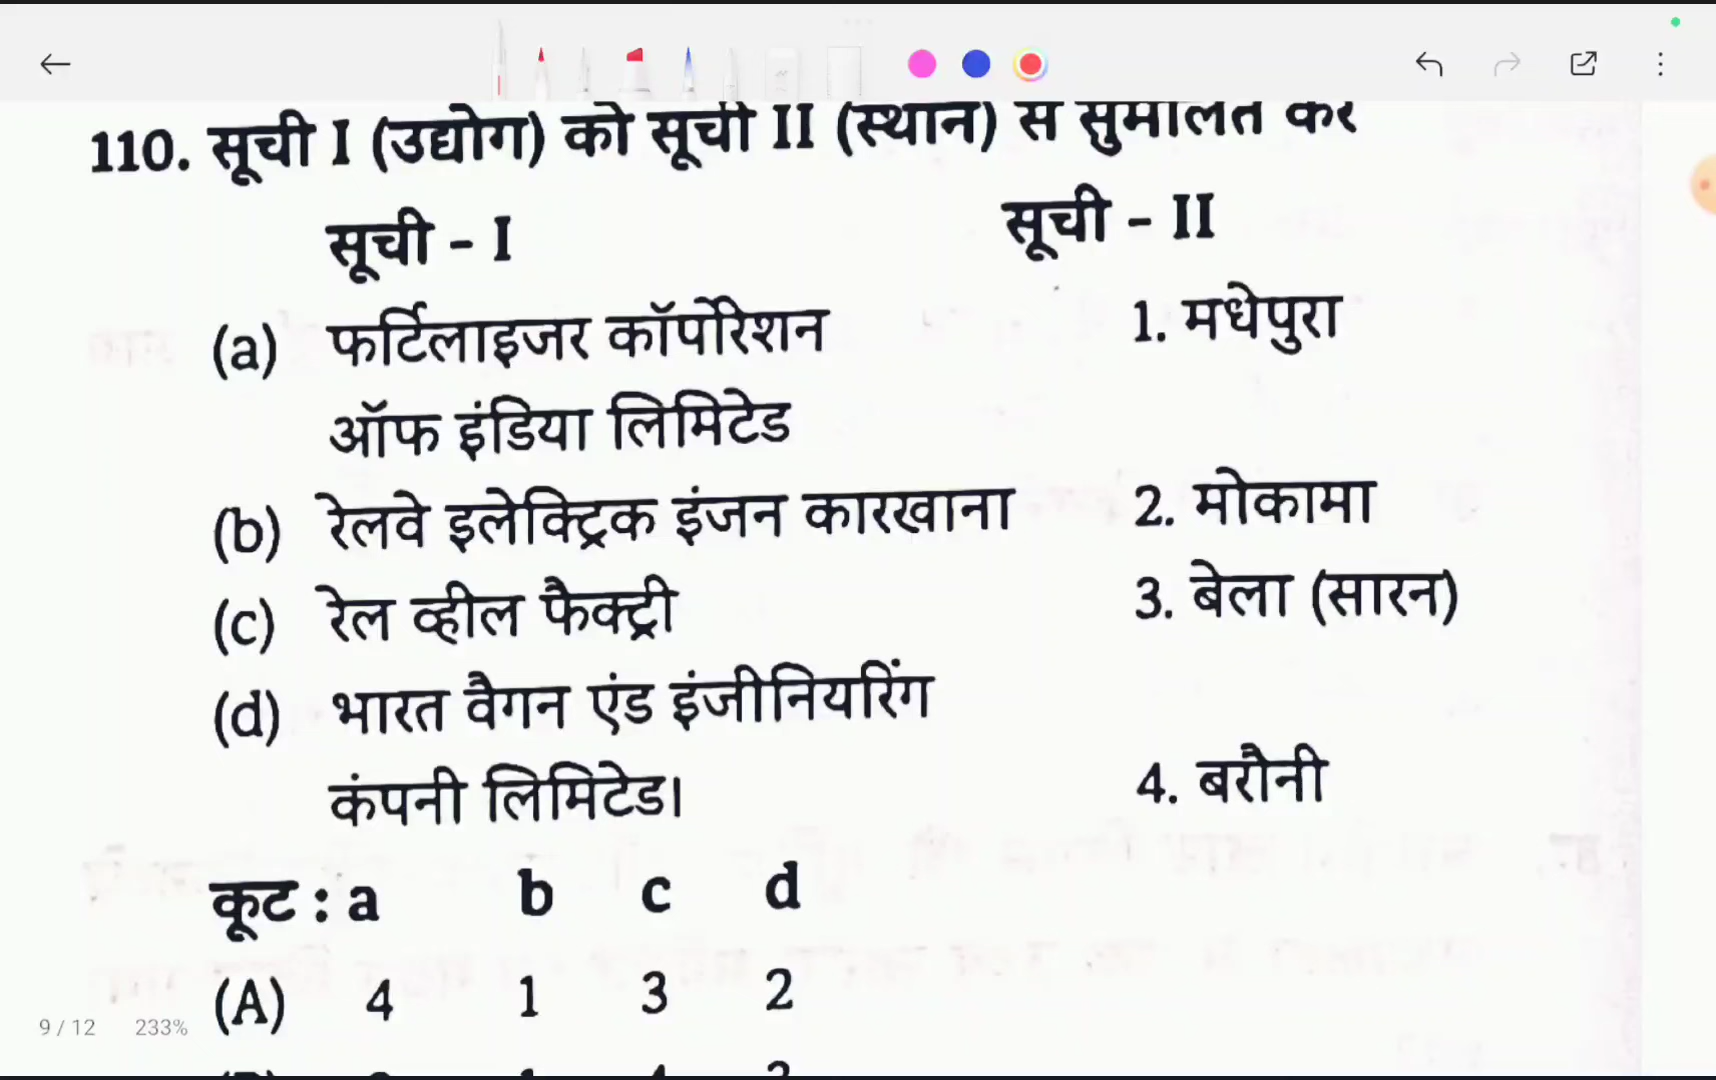 110. सूची I (उद्योग) को सूची II (स्थान) से सुमेलित करें
सूची - I सूची - II
(a) फर्टिलाइजर कॉर्पोरेशन 1. मधेपुरा
ऑफ इंडिया लिमिटेड
(b) रेलवे इलेक्ट्रिक इंजन कारखाना 2. मोकामा
(c) रेल व्हील फैक्ट्री 3. बेला (सारन)
(d) भारत वैगन एंड इंजीनियरिंग
कंपनी लिमिटेड। 4. बरौनी
कूट : a b c d
(A) 4 1 3 2
9 / 12 233%